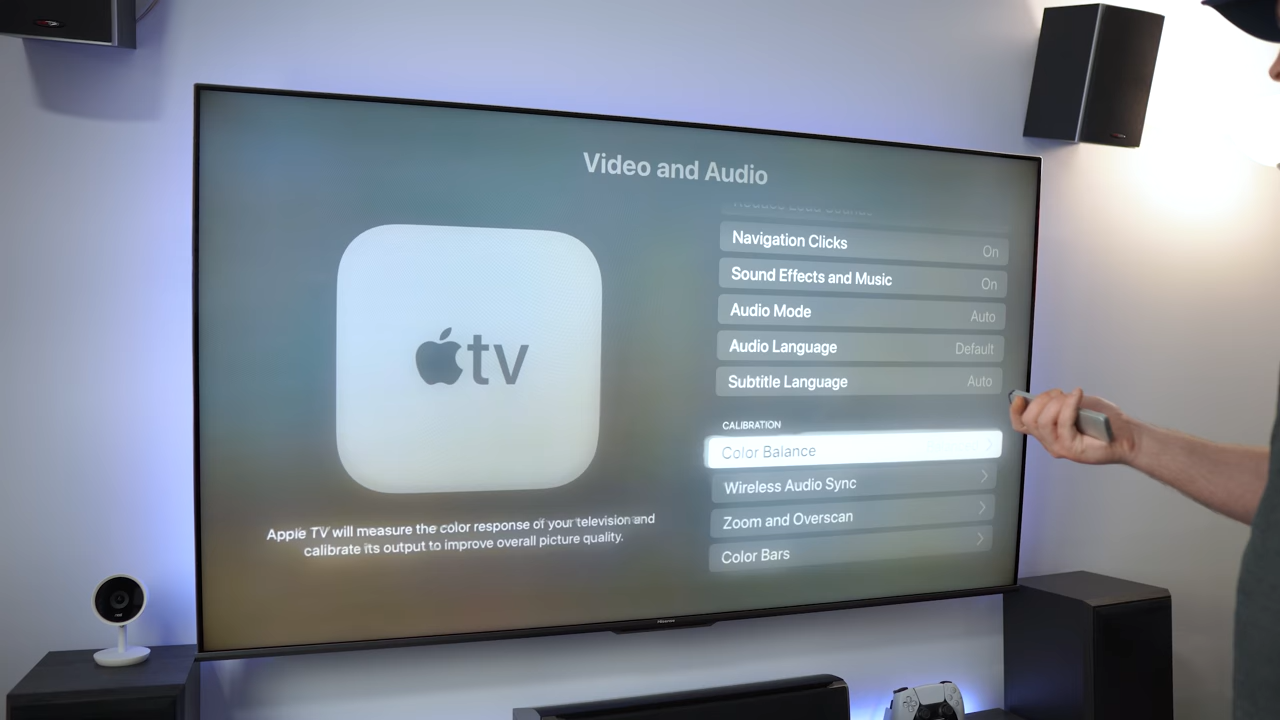 Video and Audio
Navigation Clicks On
Sound Effects and Music On
Audio Mode Auto
Audio Language Default
Subtitle Language Auto
CALIBRATION
Color Balance
Wireless Audio Sync
Zoom and Overscan
Color Bars
tv
Apple TV will measure the color response of your television and
calibrate its output to improve overall picture quality.
Hisense